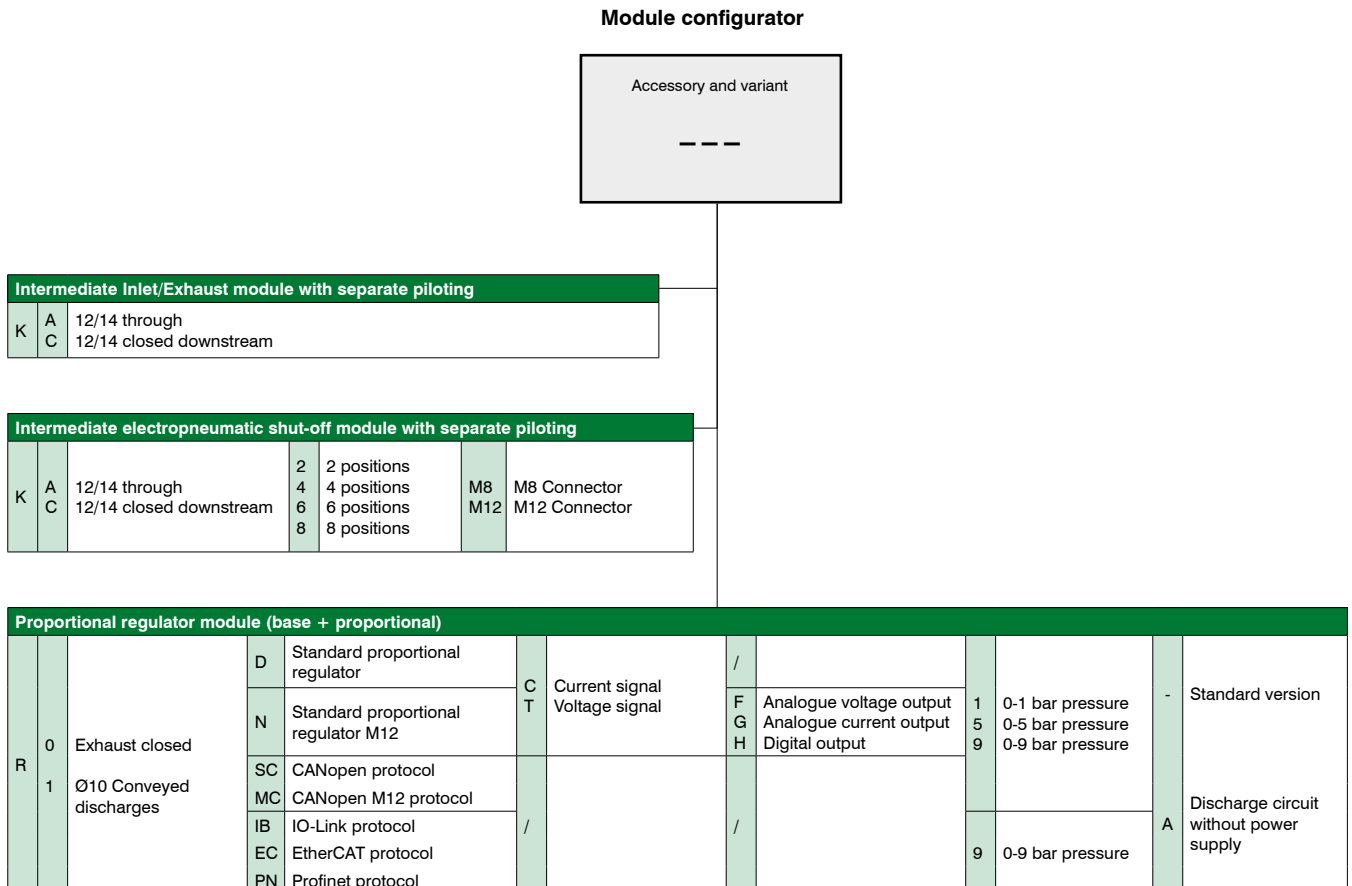 Module configurator
Accessory and variant
Intermediate Inlet/Exhaust module with separate piloting
K
A 12/14 through
C 12/14 closed downstream
Intermediate electropneumatic shut-off module with separate piloting
K
A 12/14 through
C 12/14 closed downstream
2 2 positions
4 4 positions
6 6 positions
8 8 positions
M8 M8 Connector
M12 M12 Connector
Proportional regulator module (base + proportional)
R
0 Exhaust closed
1 Ø10 Conveyed
discharges
D Standard proportional
regulator
N Standard proportional
regulator M12
SC CANopen protocol
MC CANopen M12 protocol
IB IO-Link protocol
EC EtherCAT protocol
PN Profinet protocol
C Current signal
T Voltage signal
/
/
F Analogue voltage output
G Analogue current output
H Digital output
/
1 0-1 bar pressure
5 0-5 bar pressure
9 0-9 bar pressure
9 0-9 bar pressure
- Standard version
A Discharge circuit
without power
supply